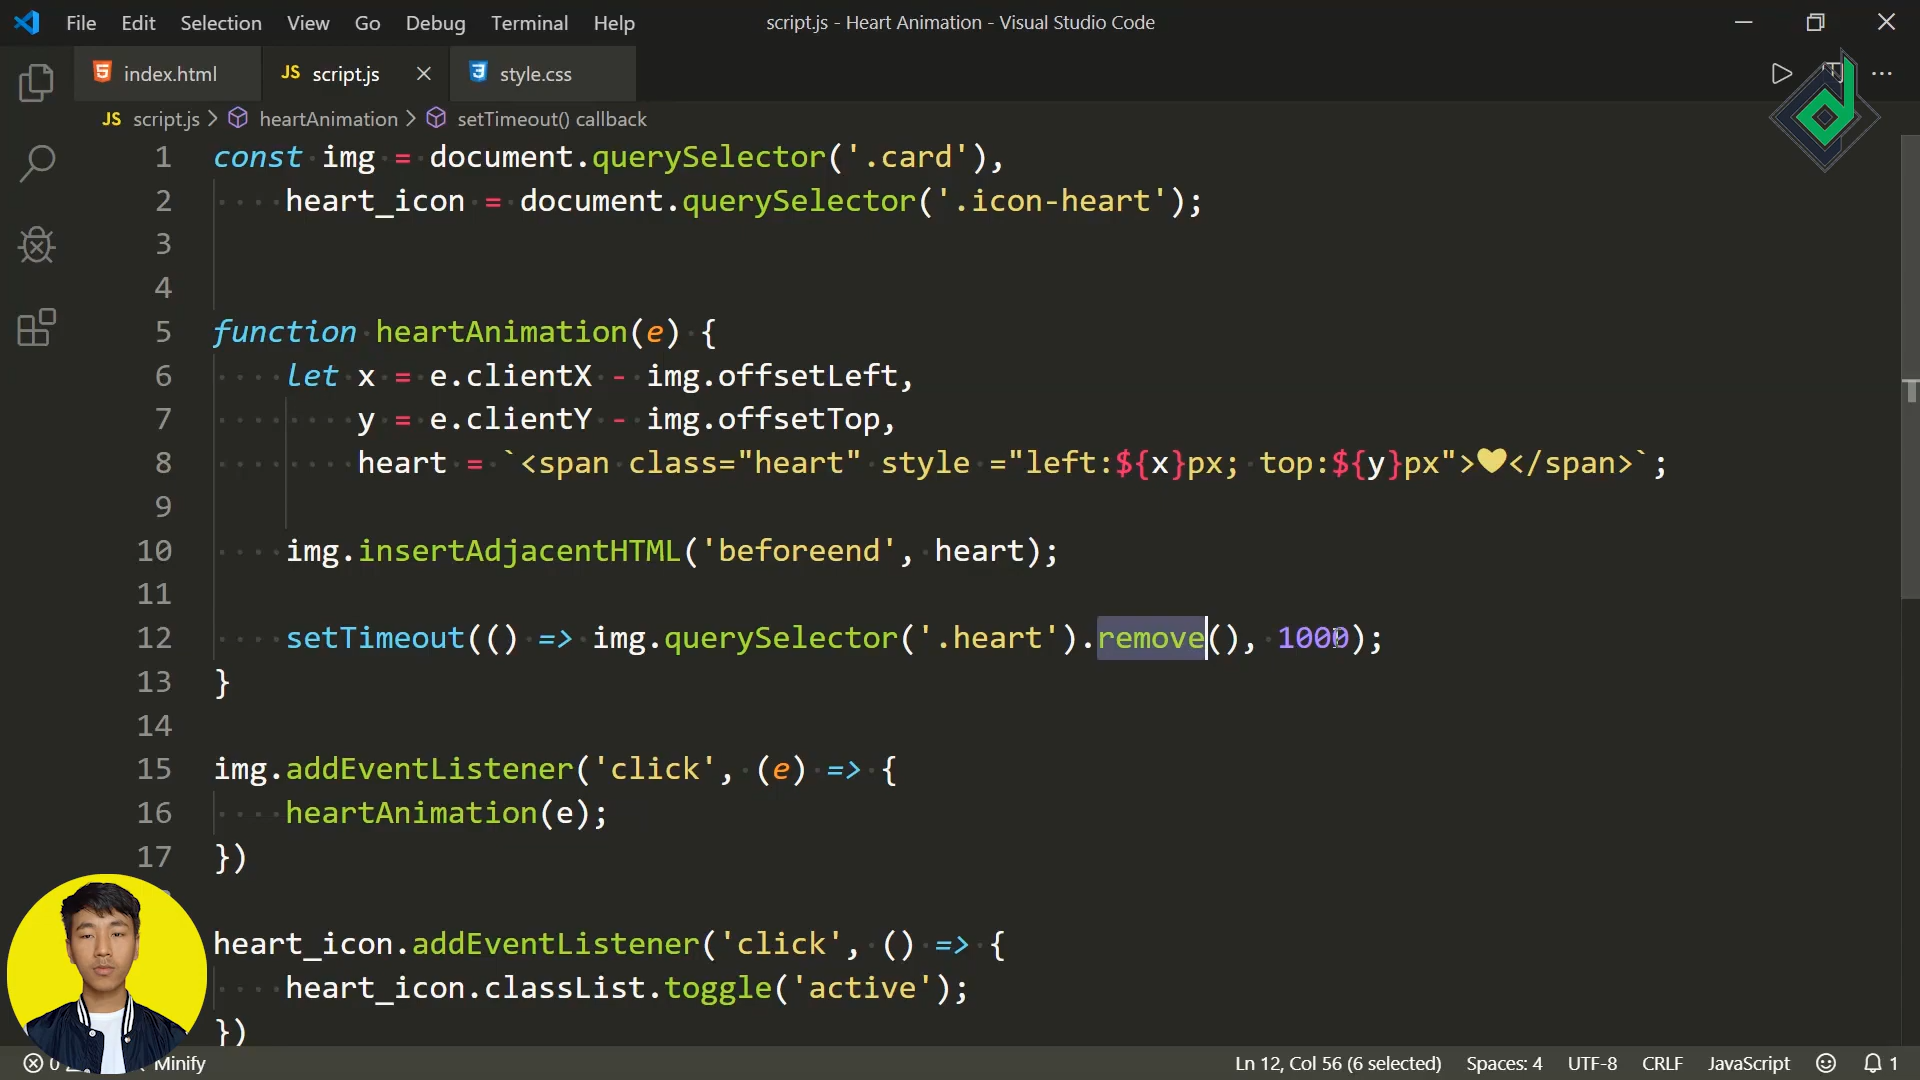 File Edit Selection View Go Debug Terminal Help script.js - Heart Animation - Visual Studio Code
index.html JS script.js style.css
JS script.js > heartAnimation > setTimeout() callback
1 const img = document.querySelector('.card'),
2 heart_icon = document.querySelector('.icon-heart');
3
4
5 function heartAnimation(e) {
6 let x = e.clientX - img.offsetLeft,
7 y = e.clientY - img.offsetTop,
8 heart = `<span class="heart" style ="left:${x}px; top:${y}px">♥</span>`;
9
10 img.insertAdjacentHTML('beforeend', heart);
11
12 setTimeout(() => img.querySelector('.heart').remove(), 1000);
13 }
14
15 img.addEventListener('click', (e) => {
16 heartAnimation(e);
17 })
heart_icon.addEventListener('click', () => {
heart_icon.classList.toggle('active');
})
0 Minify Ln 12, Col 56 (6 selected) Spaces: 4 UTF-8 CRLF JavaScript 1